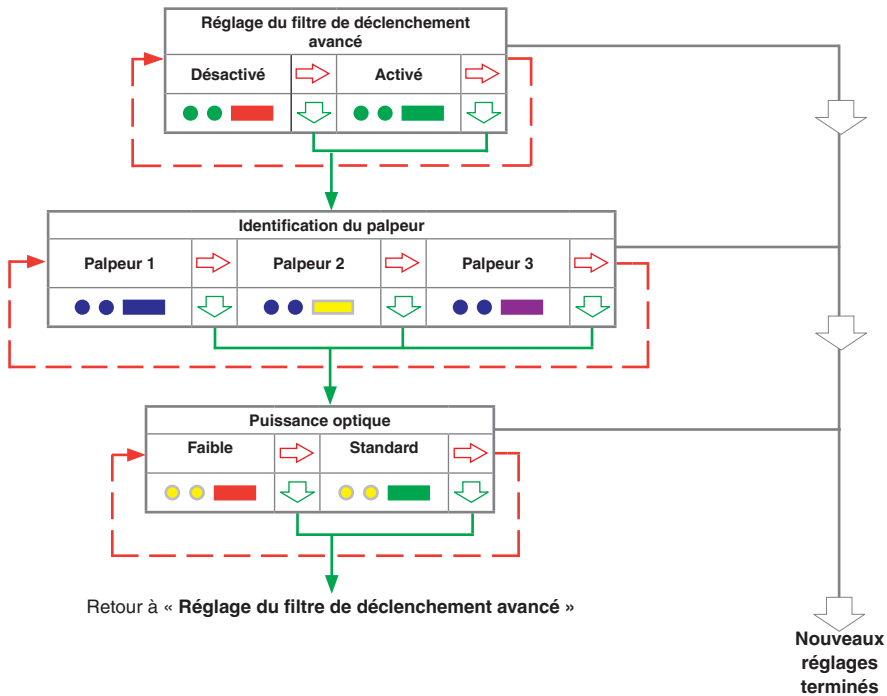 Réglage du filtre de déclenchement
avancé
Désactivé
Activé
Identification du palpeur
Palpeur 1
Palpeur 2
Palpeur 3
Puissance optique
Faible
Standard
Retour à « Réglage du filtre de déclenchement avancé »
Nouveaux
réglages
terminés